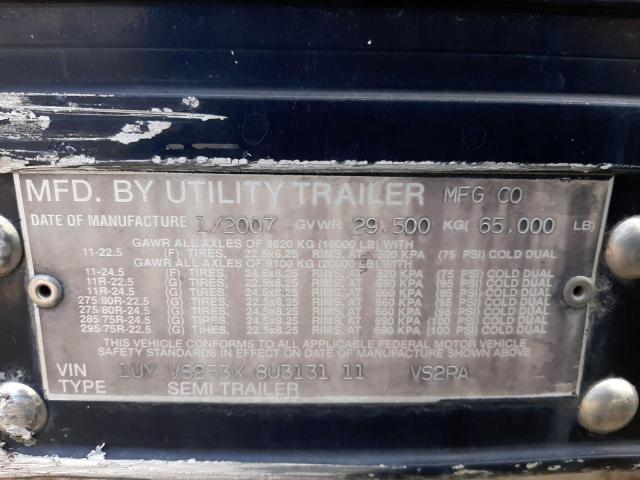 MFD. BY UTILITY TRAILER MFG CO
DATE OF MANUFACTURE 1/2007 GVWR 29,500 KG( 65,000 LB)
GAWR ALL AXLES OF 8620 KG (19000 LB) WITH
11-22.5 (F) TIRES, 22.5x8.25 RIMS, AT 520 KPA (75 PSI) COLD DUAL
GAWR ALL AXLES OF 9100 KG (20000 LB) WITH
11-24.5 (F) TIRES, 24.5x8.25 RIMS AT 520 KPA (75 PSI) COLD DUAL
11R-22.5 (G) TIRES, 22.5x8.25 RIMS AT 660 KPA (95 PSI) COLD DUAL
11R-24.5 (G) TIRES, 24.5x8.25 RIMS AT 660 KPA (95 PSI) COLD DUAL
275/80R-22.5 (G) TIRES, 22.5x8.25 RIMS AT 660 KPA (95 PSI) COLD DUAL
275/80R-24.5 (G) TIRES, 24.5x8.25 RIMS AT 660 KPA (95 PSI) COLD DUAL
285/75R-24.5 (G) TIRES, 24.5x8.25 RIMS AT 690 KPA (100 PSI) COLD DUAL
295/75R-22.5 (G) TIRES, 22.5x8.25 RIMS AT 690 KPA (100 PSI) COLD DUAL
THIS VEHICLE CONFORMS TO ALL APPLICABLE FEDERAL MOTOR VEHICLE
SAFETY STANDARDS IN EFFECT ON DATE OF MANUFACTURE SHOWN ABOVE.
VIN 1UY VS253X 8U3131 11 VS2RA
TYPE SEMI TRAILER